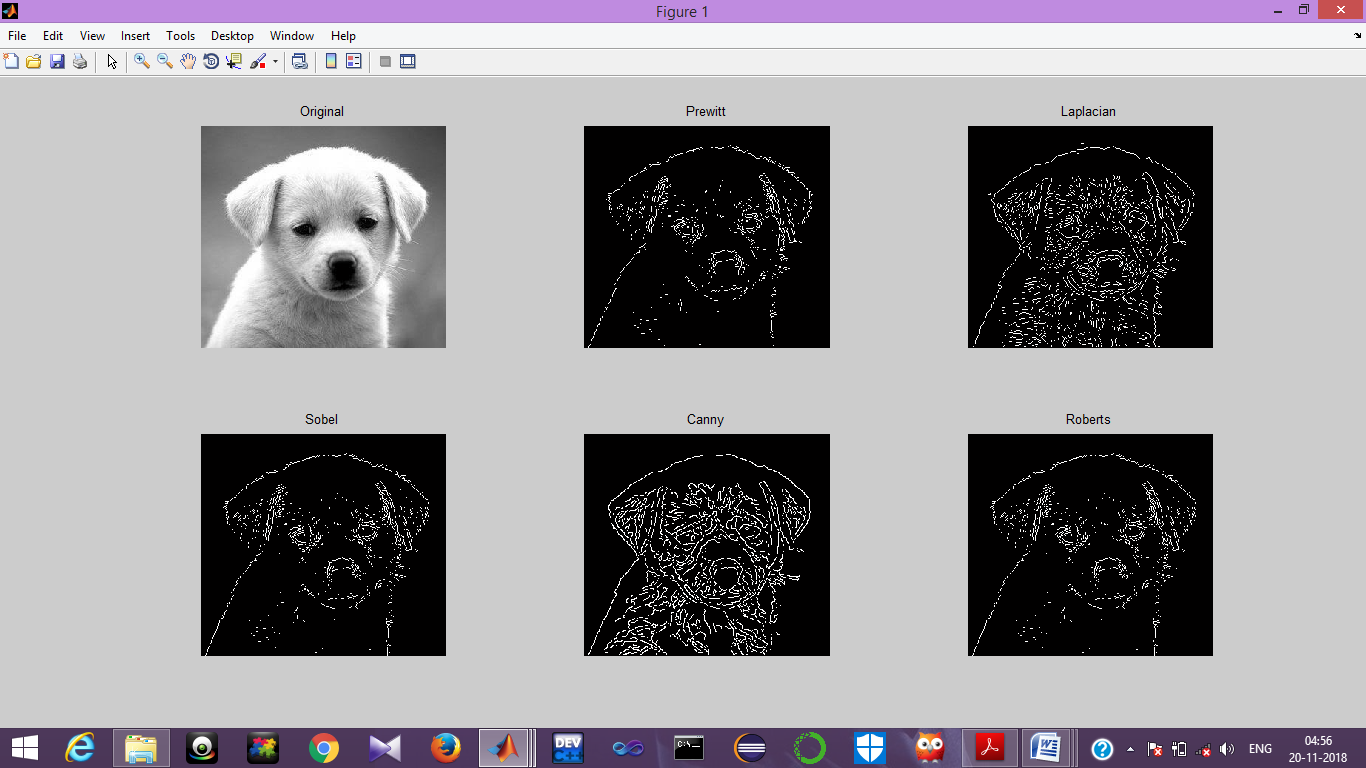 Figure 1
File Edit View Insert Tools Desktop Window Help
Original Prewitt Laplacian
Sobel Canny Roberts
DEV
C:\_
ENG
04:56
20-11-2018